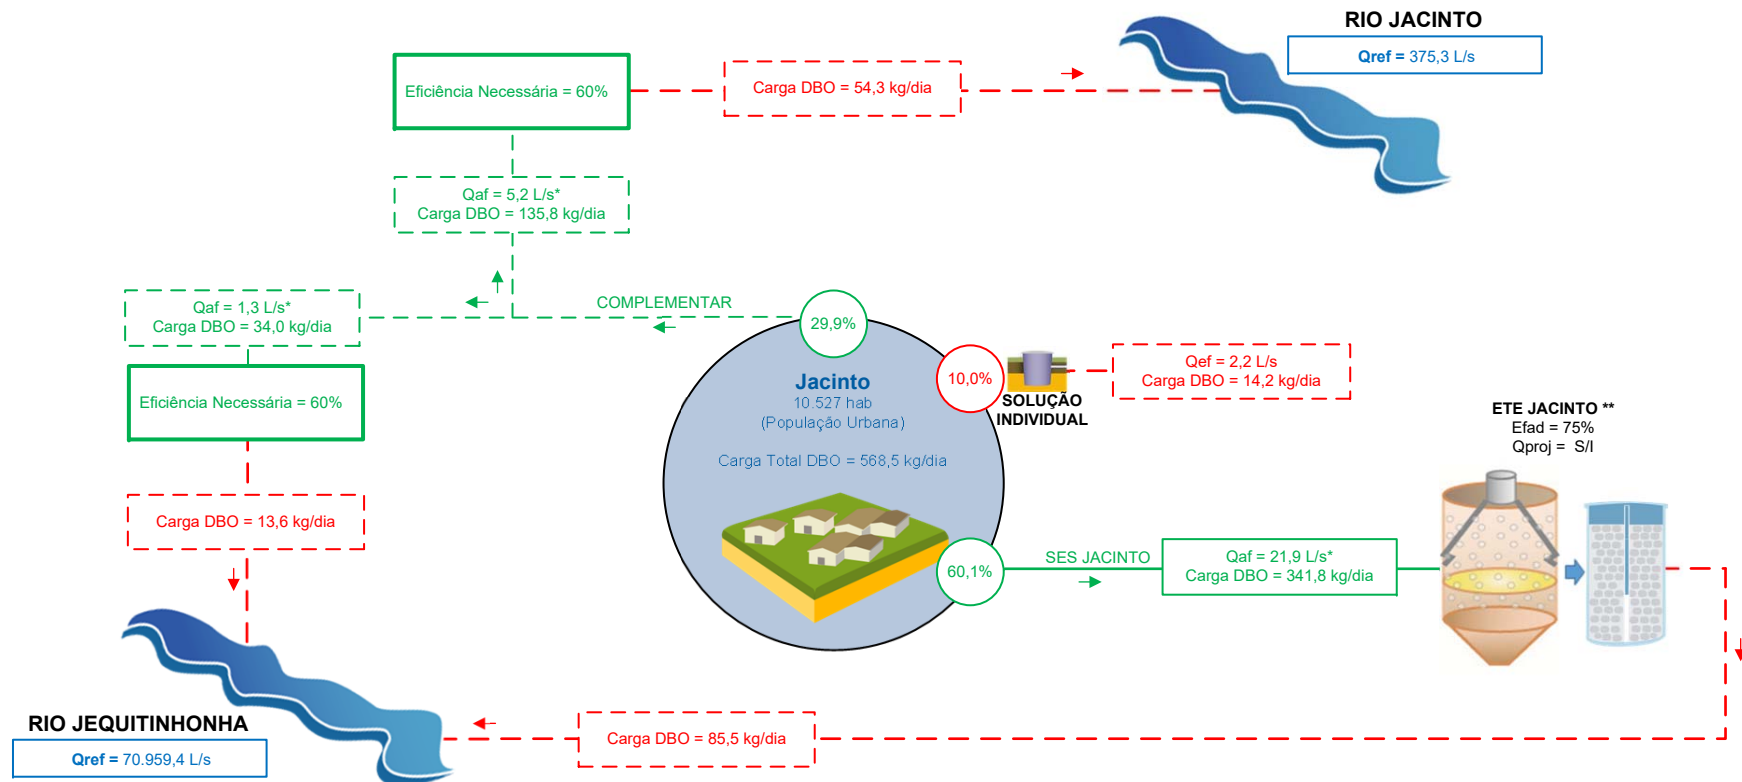 RIO JACINTO
Qref = 375,3 L/s
Eficiência Necessária = 60%
Carga DBO = 54,3 kg/dia
Qaf = 5,2 L/s*
Carga DBO = 135,8 kg/dia
Qaf = 1,3 L/s*
Carga DBO = 34,0 kg/dia
COMPLEMENTAR
29,9%
Eficiência Necessária = 60%
Jacinto
10.527 hab
(População Urbana)
Carga Total DBO = 568,5 kg/dia
10,0%
SOLUÇÃO
INDIVIDUAL
Qef = 2,2 L/s
Carga DBO = 14,2 kg/dia
ETE JACINTO **
Efad = 75%
Qproj = S/I
Carga DBO = 13,6 kg/dia
60,1%
SES JACINTO
Qaf = 21,9 L/s*
Carga DBO = 341,8 kg/dia
RIO JEQUITINHONHA
Qref = 70.959,4 L/s
Carga DBO = 85,5 kg/dia